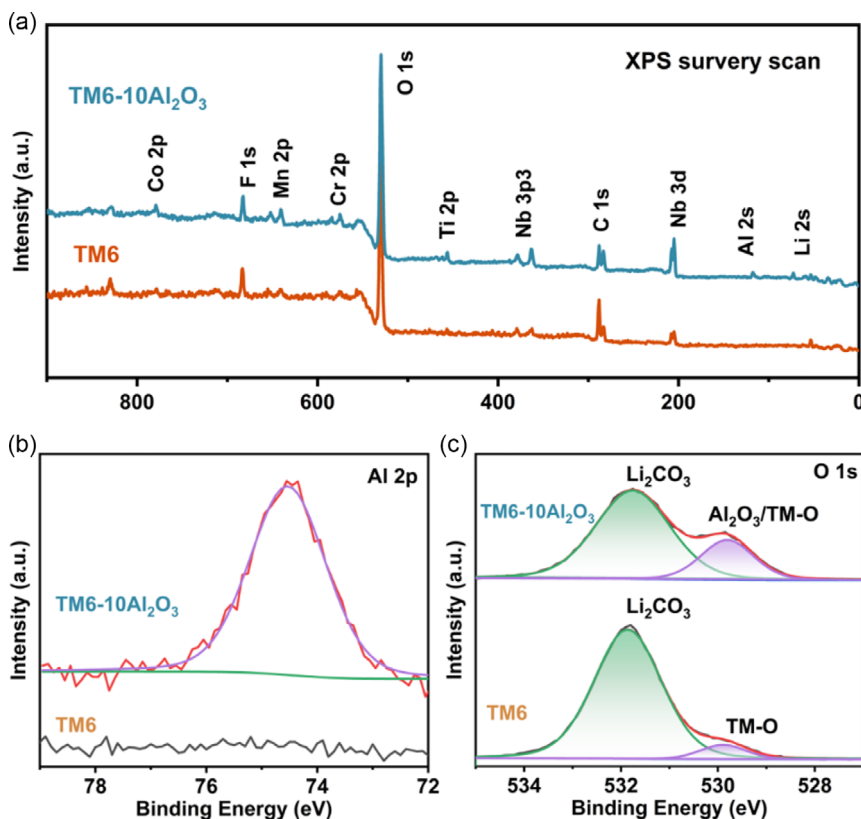 (a)
XPS survery scan
TM6-10Al₂O₃
TM6
Co 2p
F 1s
Mn 2p
Cr 2p
O 1s
Ti 2p
Nb 3p3
C 1s
Nb 3d
Al 2s
Li 2s
Intensity (a.u.)
800 600 400 200 0
(b)
Al 2p
TM6-10Al₂O₃
TM6
Intensity (a.u.)
78 76 74 72
Binding Energy (eV)
(c)
O 1s
Li₂CO₃
TM6-10Al₂O₃
Al₂O₃/TM-O
Li₂CO₃
TM6
TM-O
Intensity (a.u.)
534 532 530 528
Binding Energy (eV)